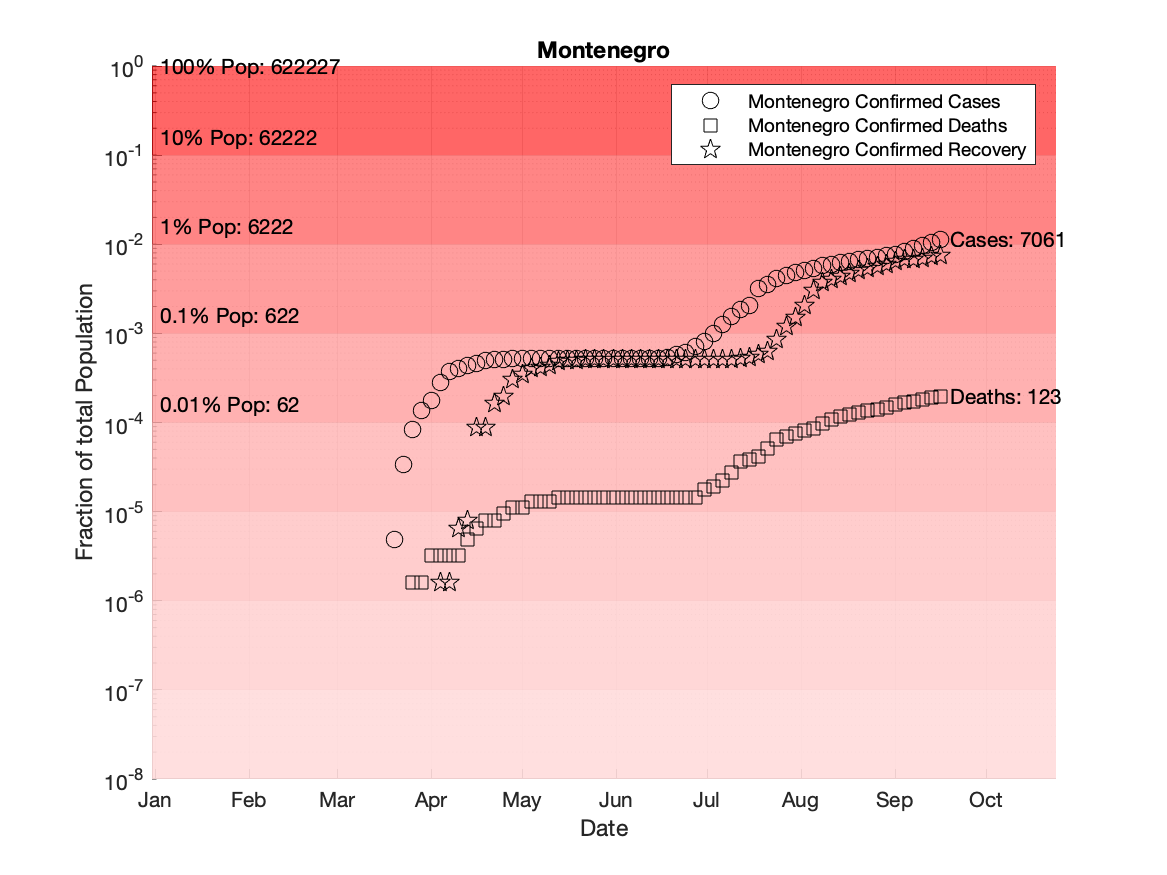 Montenegro
10^0
100% Pop: 622227
Montenegro Confirmed Cases
Montenegro Confirmed Deaths
Montenegro Confirmed Recovery
10% Pop: 62222
10^-1
1% Pop: 6222
10^-2
Cases: 7061
0.1% Pop: 622
10^-3
0.01% Pop: 62
Deaths: 123
10^-4
10^-5
10^-6
10^-7
10^-8
Fraction of total Population
Jan Feb Mar Apr May Jun Jul Aug Sep Oct
Date